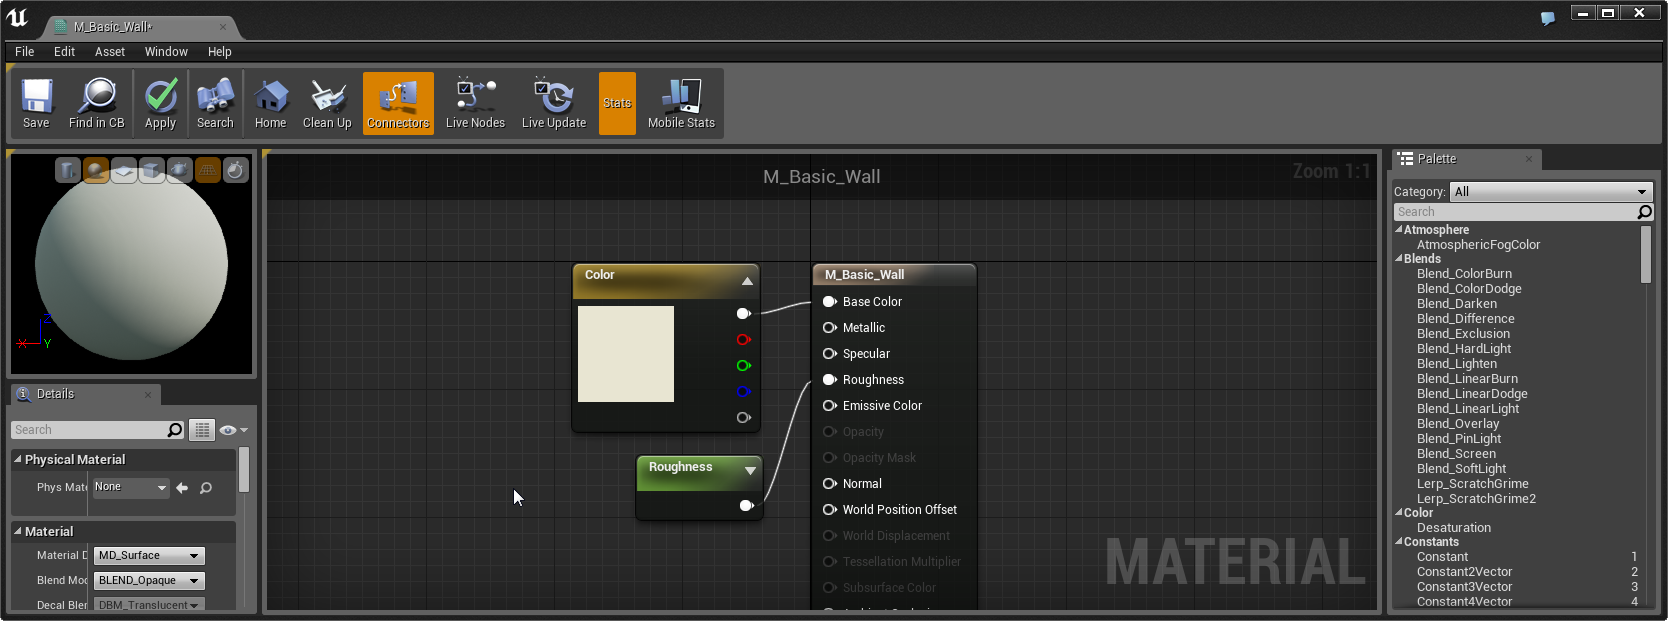 M_Basic_Wall*
File Edit Asset Window Help
Save Find in CB Apply Search Home Clean Up Connectors Live Nodes Live Update Stats Mobile Stats
M_Basic_Wall
Zoom 1:1
X Z Y
Details
Search
Physical Material
Phys Mate None
Material
Material D MD_Surface
Blend Mod BLEND_Opaque
Decal Blen DBM_Translucent
Color
Roughness
M_Basic_Wall
Base Color
Metallic
Specular
Roughness
Emissive Color
Opacity
Opacity Mask
Normal
World Position Offset
World Displacement
Tessellation Multiplier
Subsurface Color
MATERIAL
Palette
Category: All
Search
Atmosphere
AtmosphericFogColor
Blends
Blend_ColorBurn
Blend_ColorDodge
Blend_Darken
Blend_Difference
Blend_Exclusion
Blend_HardLight
Blend_Lighten
Blend_LinearBurn
Blend_LinearDodge
Blend_LinearLight
Blend_Overlay
Blend_PinLight
Blend_Screen
Blend_SoftLight
Lerp_ScratchGrime
Lerp_ScratchGrime2
Color
Desaturation
Constants
Constant 1
Constant2Vector 2
Constant3Vector 3
Constant4Vector 4